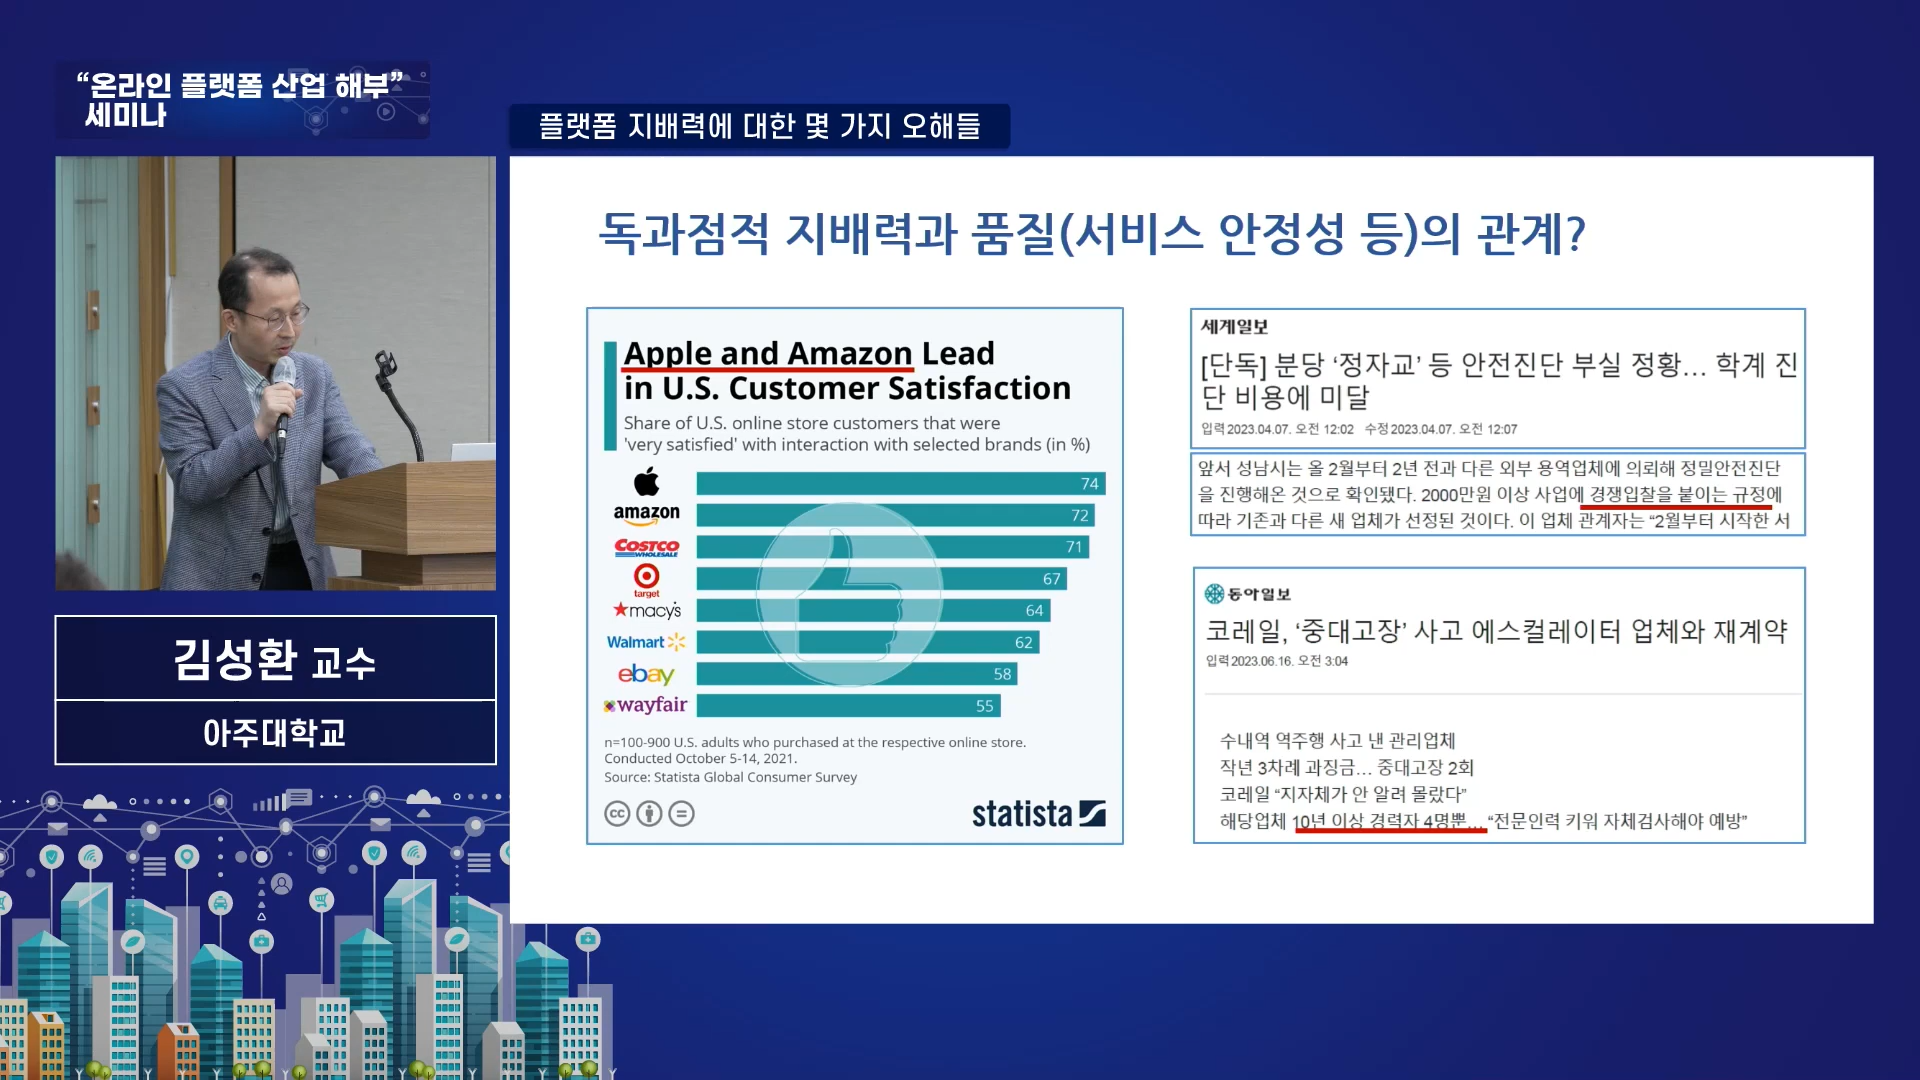 “온라인 플랫폼 산업 해부”
세미나
플랫폼 지배력에 대한 몇 가지 오해들
김성환 교수
아주대학교
독과점적 지배력과 품질(서비스 안정성 등)의 관계?
Apple and Amazon Lead
in U.S. Customer Satisfaction
Share of U.S. online store customers that were
'very satisfied' with interaction with selected brands (in %)
74
amazon 72
COSTCO WHOLESALE 71
target 67
macy's 64
Walmart 62
ebay 58
wayfair 55
n=100-900 U.S. adults who purchased at the respective online store.
Conducted October 5-14, 2021.
Source: Statista Global Consumer Survey
cc
statista
세계일보
[단독] 분당 ‘정자교’ 등 안전진단 부실 정황... 학계 진
단 비용에 미달
입력 2023.04.07. 오전 12:02 수정 2023.04.07. 오전 12:07
앞서 성남시는 올 2월부터 2년 전과 다른 외부 용역업체에 의뢰해 정밀안전진단
을 진행해온 것으로 확인됐다. 2000만원 이상 사업에 경쟁입찰을 붙이는 규정에
따라 기존과 다른 새 업체가 선정된 것이다. 이 업체 관계자는 “2월부터 시작한 서
동아일보
코레일, ‘중대고장’ 사고 에스컬레이터 업체와 재계약
입력 2023.06.16. 오전 3:04
수내역 역주행 사고 낸 관리업체
작년 3차례 과징금... 중대고장 2회
코레일 “지자체가 안 알려 몰랐다”
해당업체 10년 이상 경력자 4명뿐... “전문인력 키워 자체검사해야 예방”